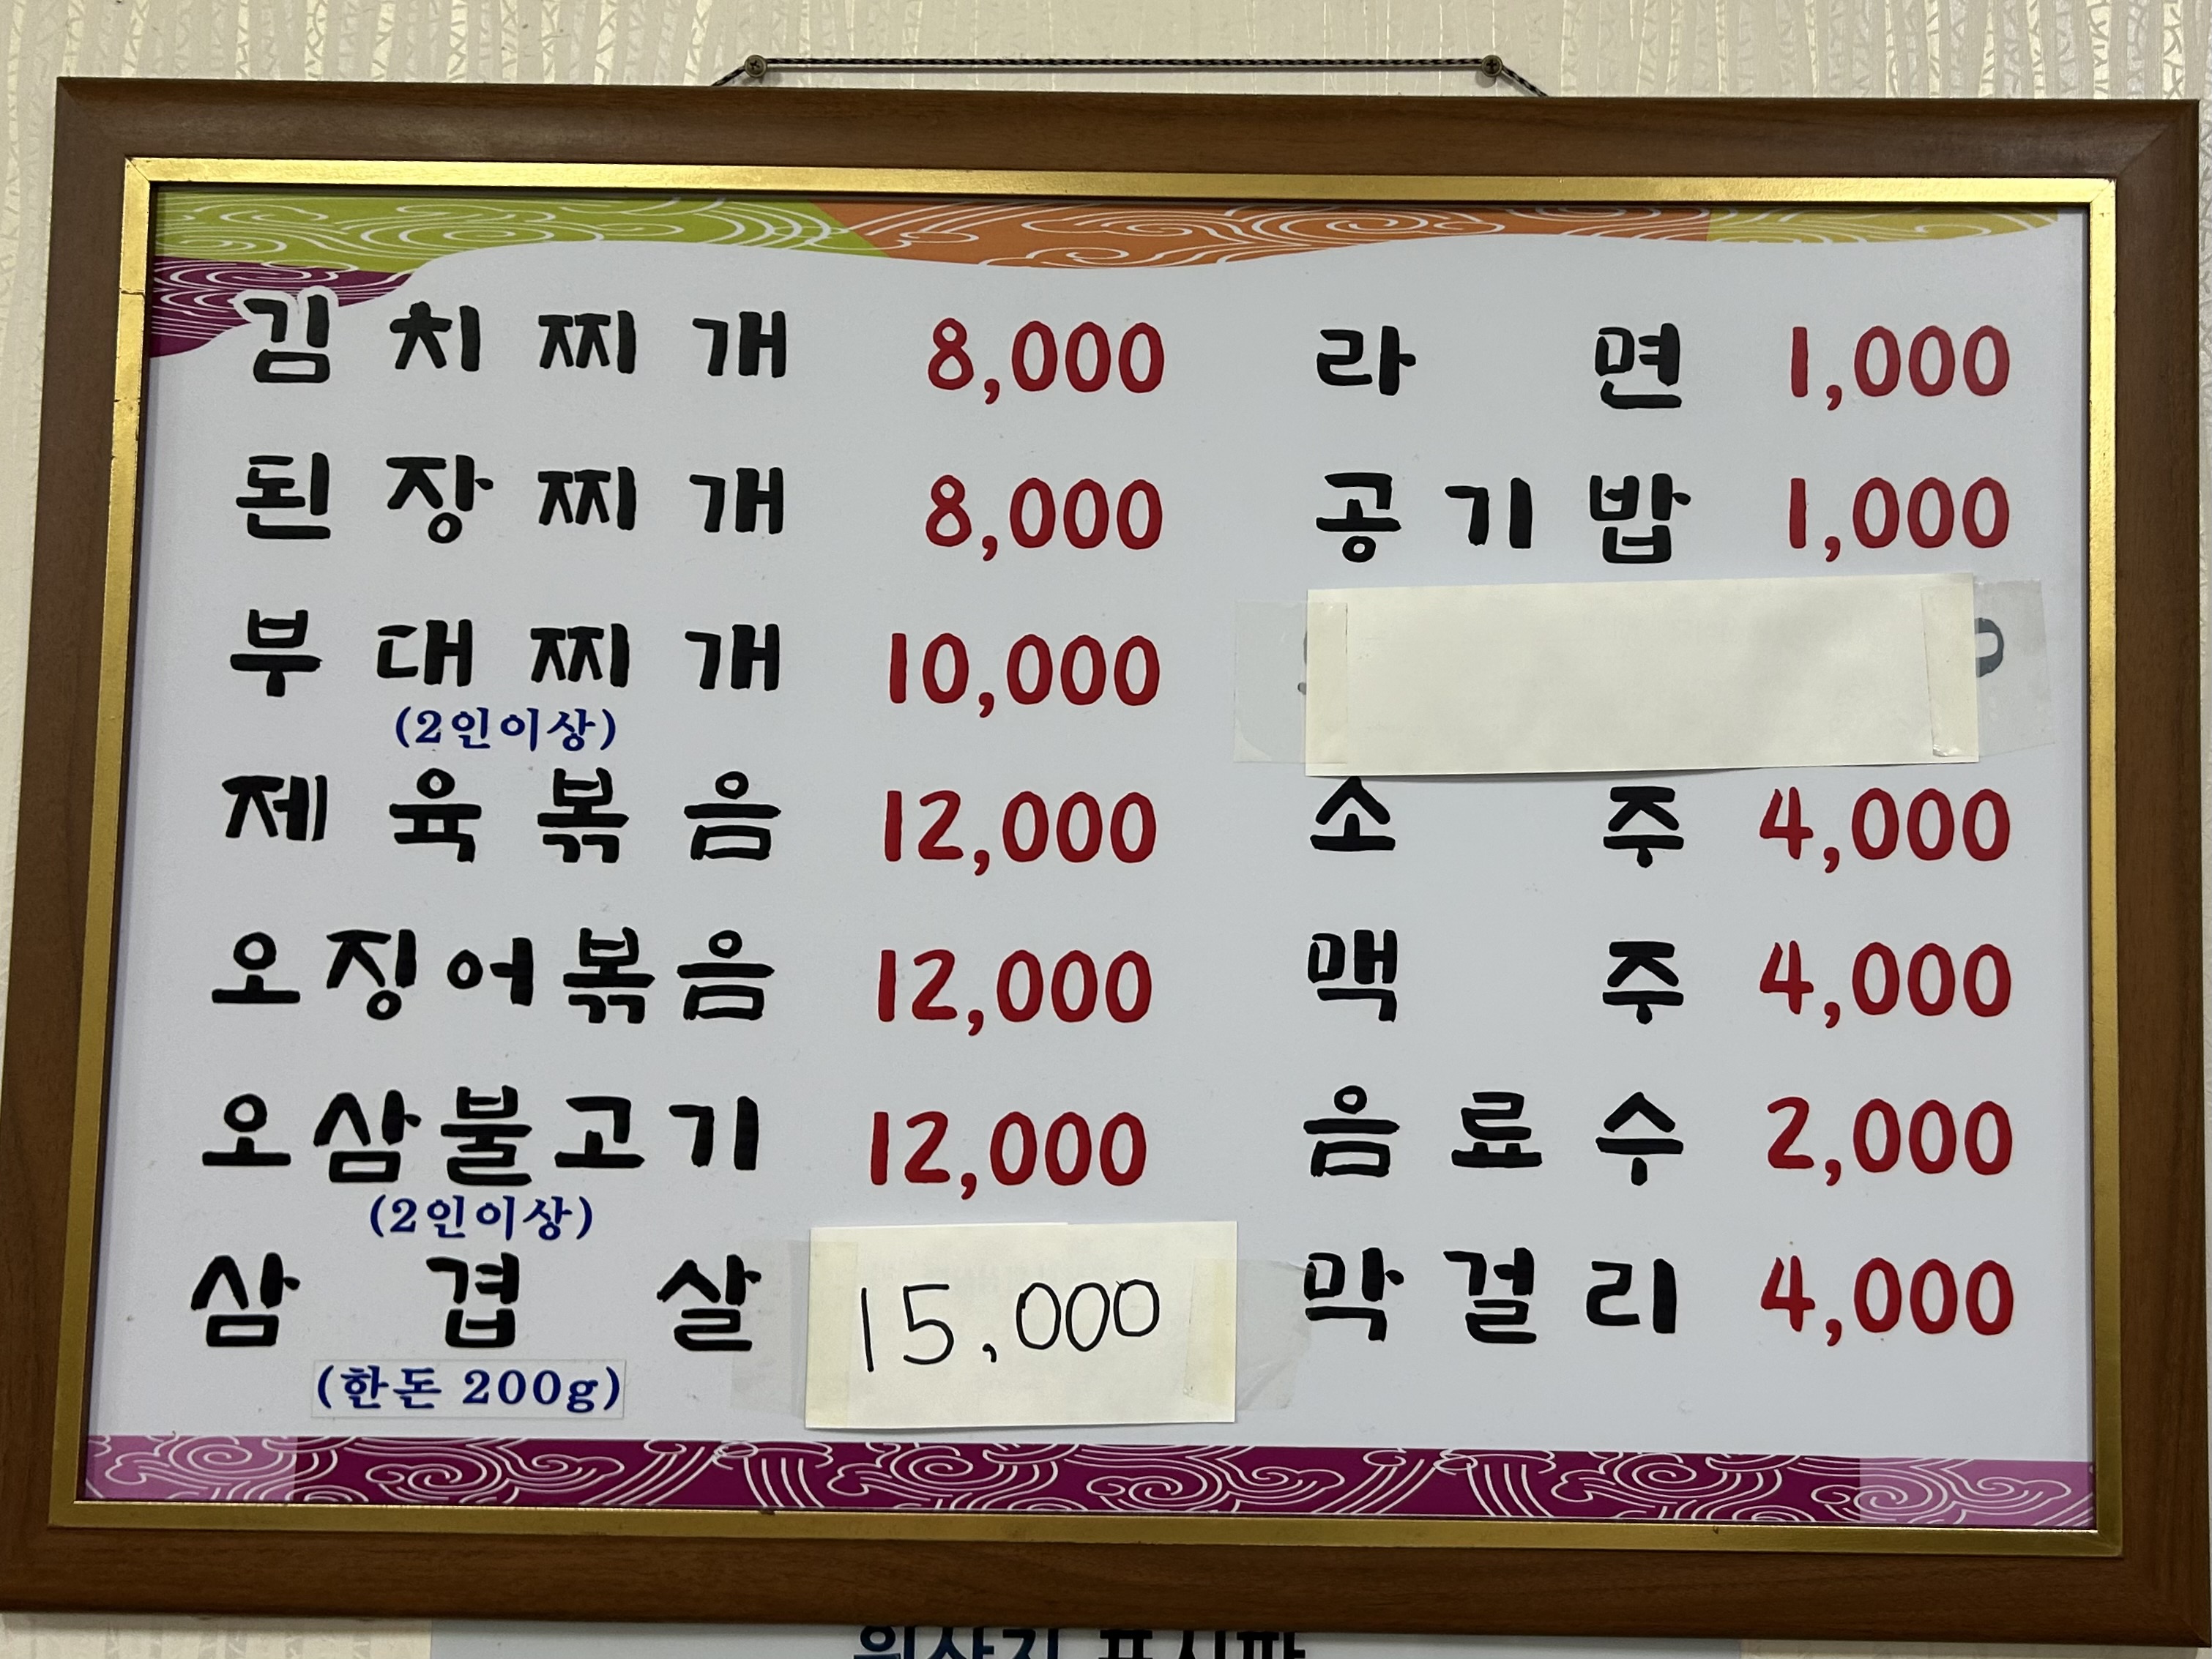 김치찌개 8,000
된장찌개 8,000
부대찌개 10,000
(2인이상)
제육볶음 12,000
오징어볶음 12,000
오삼불고기 12,000
(2인이상)
삼겹살 15,000
(한돈 200g)
라면 1,000
공기밥 1,000
소주 4,000
맥주 4,000
음료수 2,000
막걸리 4,000